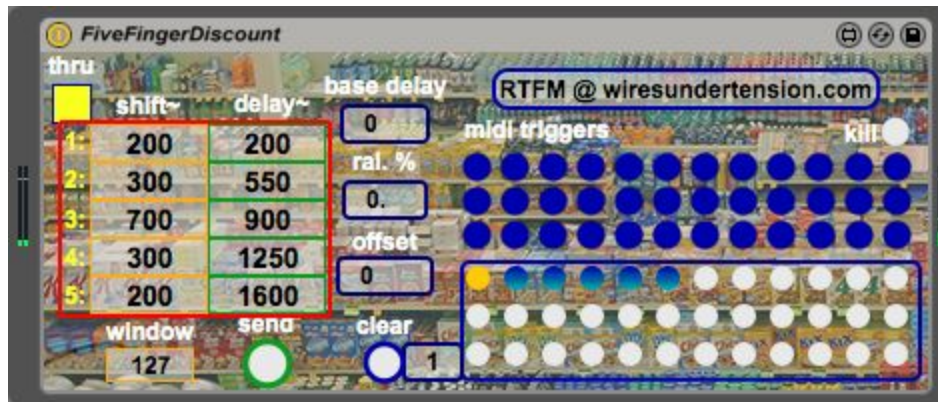 FiveFingerDiscount
thru
shift~ delay~
1: 200 200
2: 300 550
3: 700 900
4: 300 1250
5: 200 1600
window
127
send
base delay
0
ral. %
0.
offset
0
clear
1
RTFM @ wiresundertension.com
midi triggers
kill